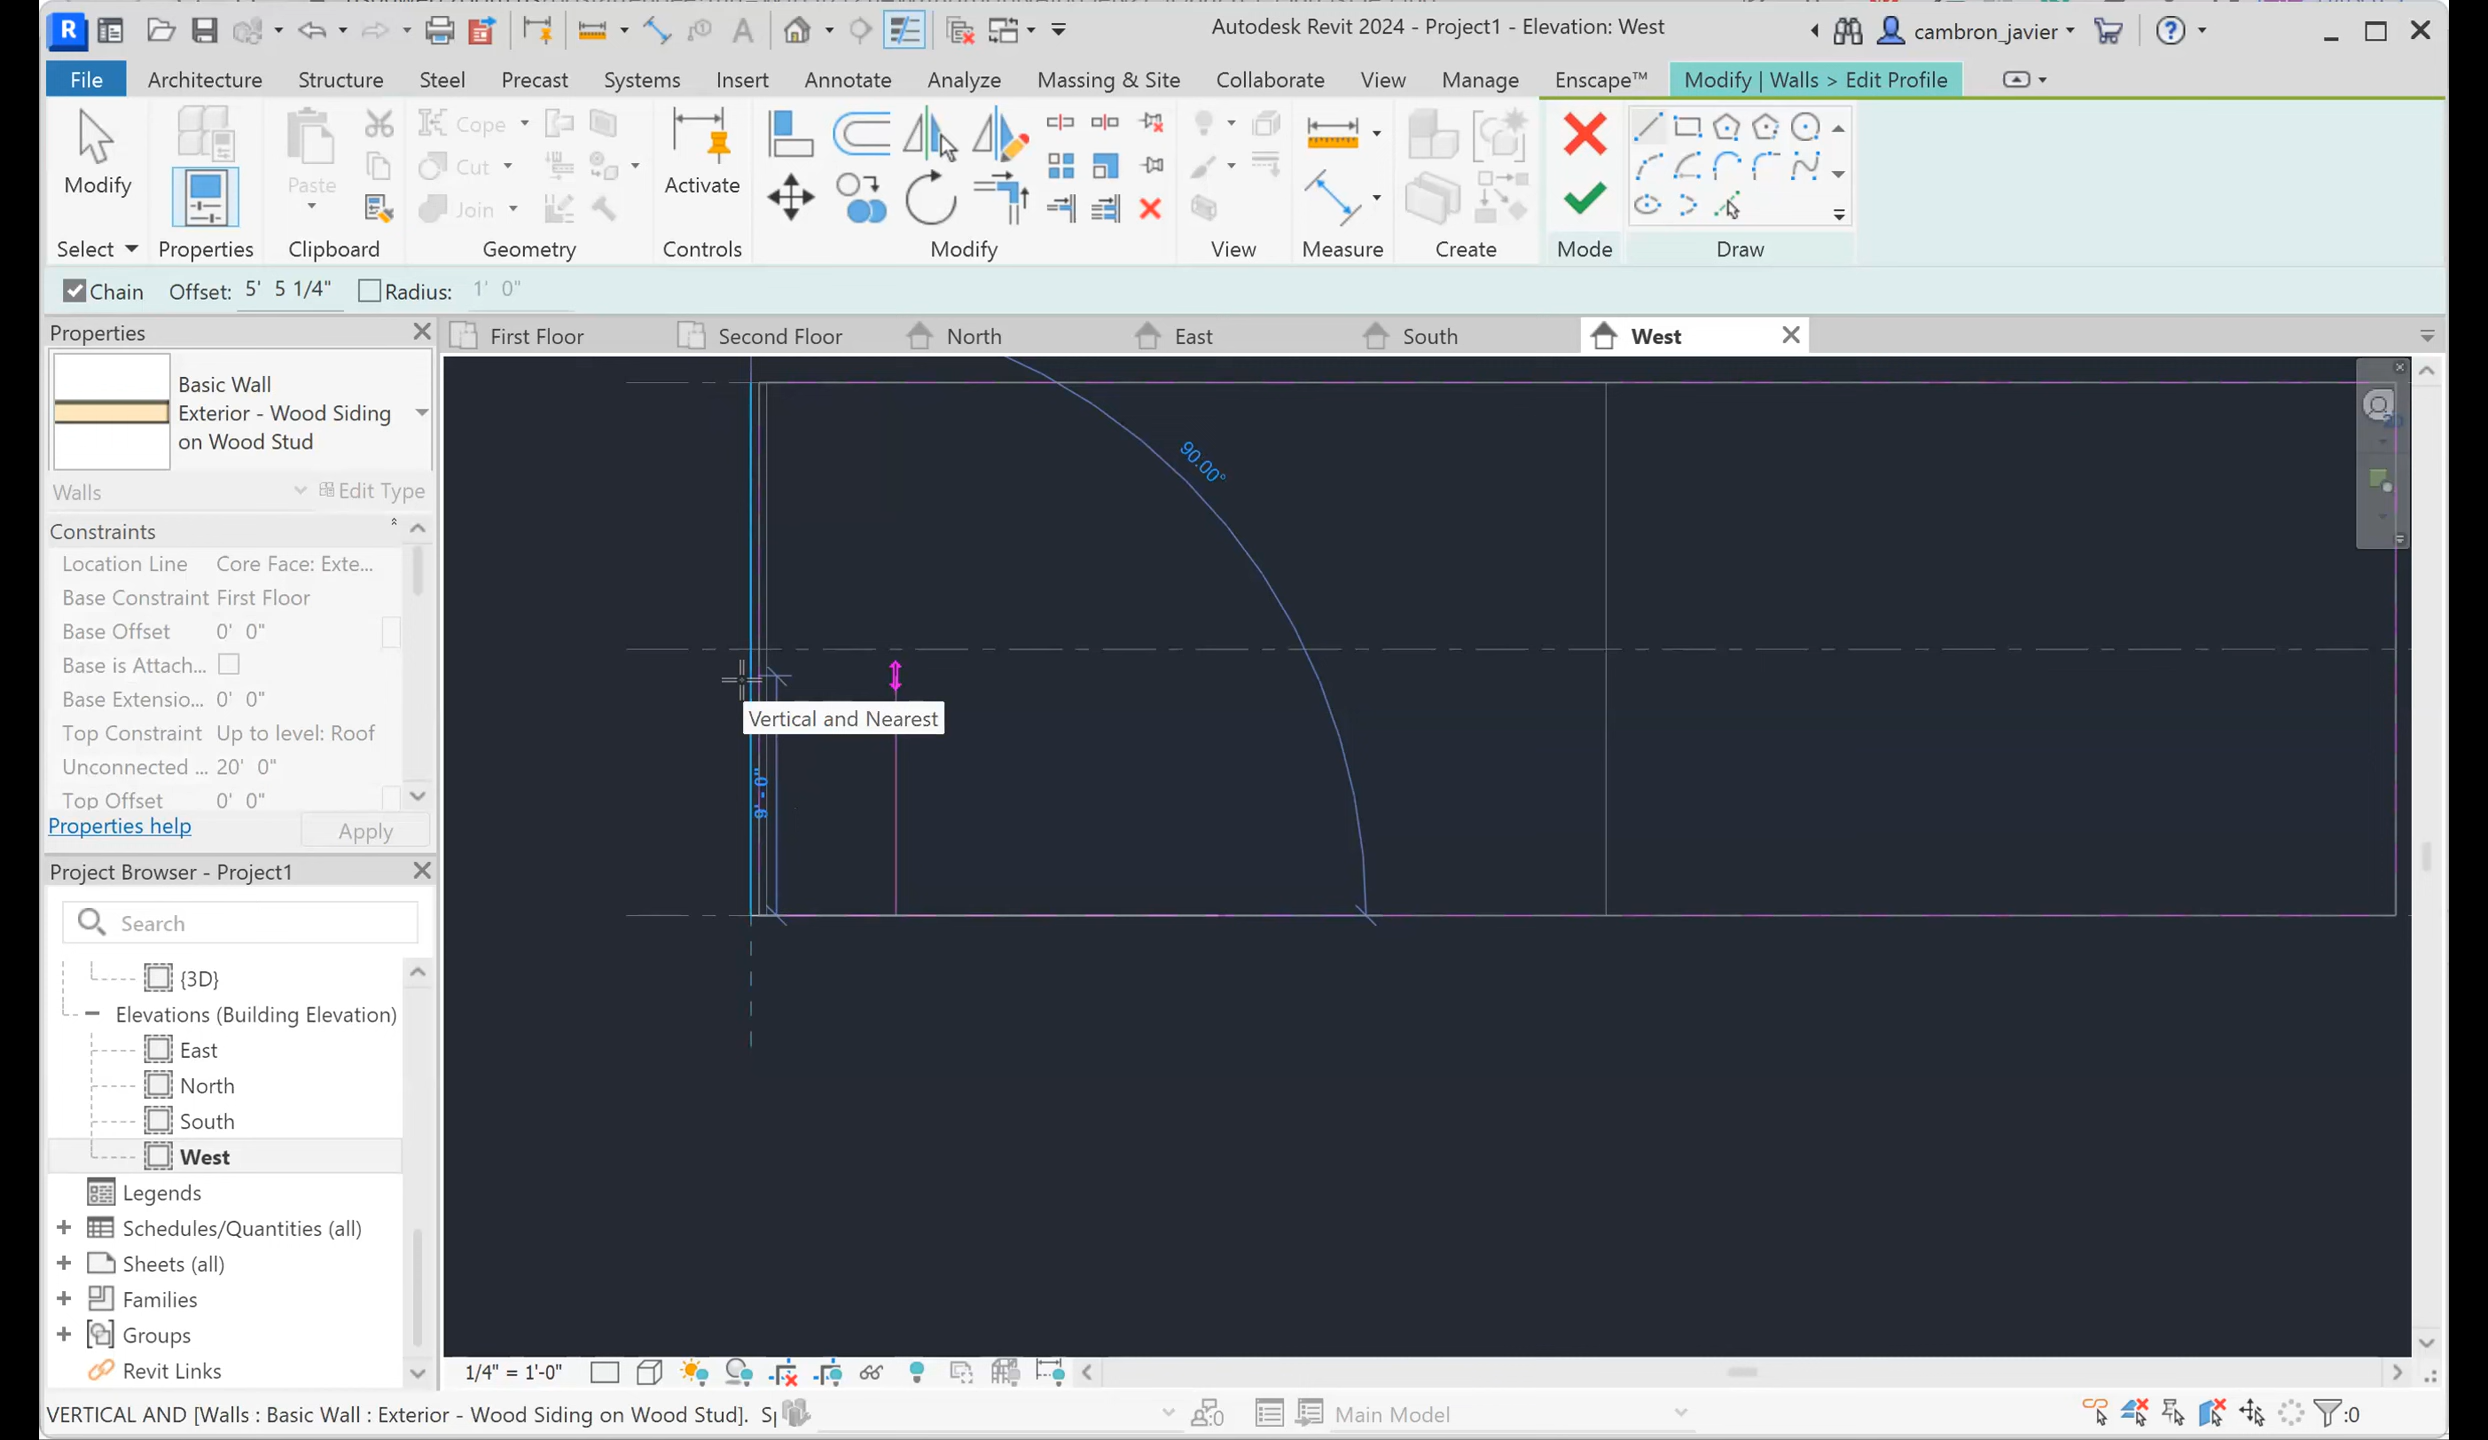 Autodesk Revit 2024 - Project1 - Elevation: West
cambron_javier
File
Architecture
Structure
Steel
Precast
Systems
Insert
Annotate
Analyze
Massing & Site
Collaborate
View
Manage
Enscape™
Modify | Walls > Edit Profile
Modify
Paste
Cope
Cut
Join
Activate
Select
Properties
Clipboard
Geometry
Controls
Modify
View
Measure
Create
Mode
Draw
Chain
Offset: 5' 5 1/4"
Radius: 1' 0"
Properties
First Floor
Second Floor
North
East
South
West
Basic Wall
Exterior - Wood Siding
on Wood Stud
Walls
Edit Type
Constraints
Location Line Core Face: Exte...
Base Constraint First Floor
Base Offset 0' 0"
Base is Attach...
Base Extensio... 0' 0"
Top Constraint Up to level: Roof
Unconnected ... 20' 0"
Top Offset 0' 0"
Properties help
Apply
90.00°
Vertical and Nearest
9' - 0"
Project Browser - Project1
Search
{3D}
Elevations (Building Elevation)
East
North
South
West
Legends
Schedules/Quantities (all)
Sheets (all)
Families
Groups
Revit Links
1/4" = 1'-0"
VERTICAL AND [Walls : Basic Wall : Exterior - Wood Siding on Wood Stud].
:0
Main Model
:0